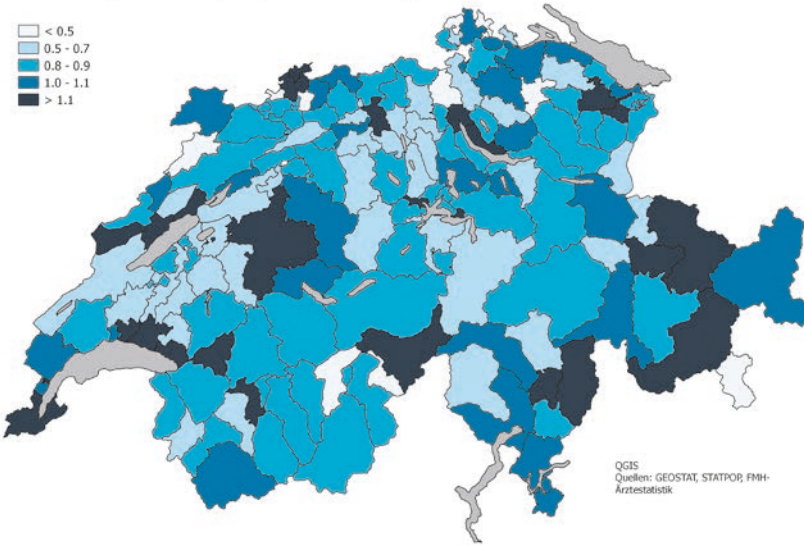 < 0.5
0.5 - 0.7
0.8 - 0.9
1.0 - 1.1
> 1.1
QGIS
Quellen: GEOSTAT, STATPOP, FMH-
Ärztestatistik